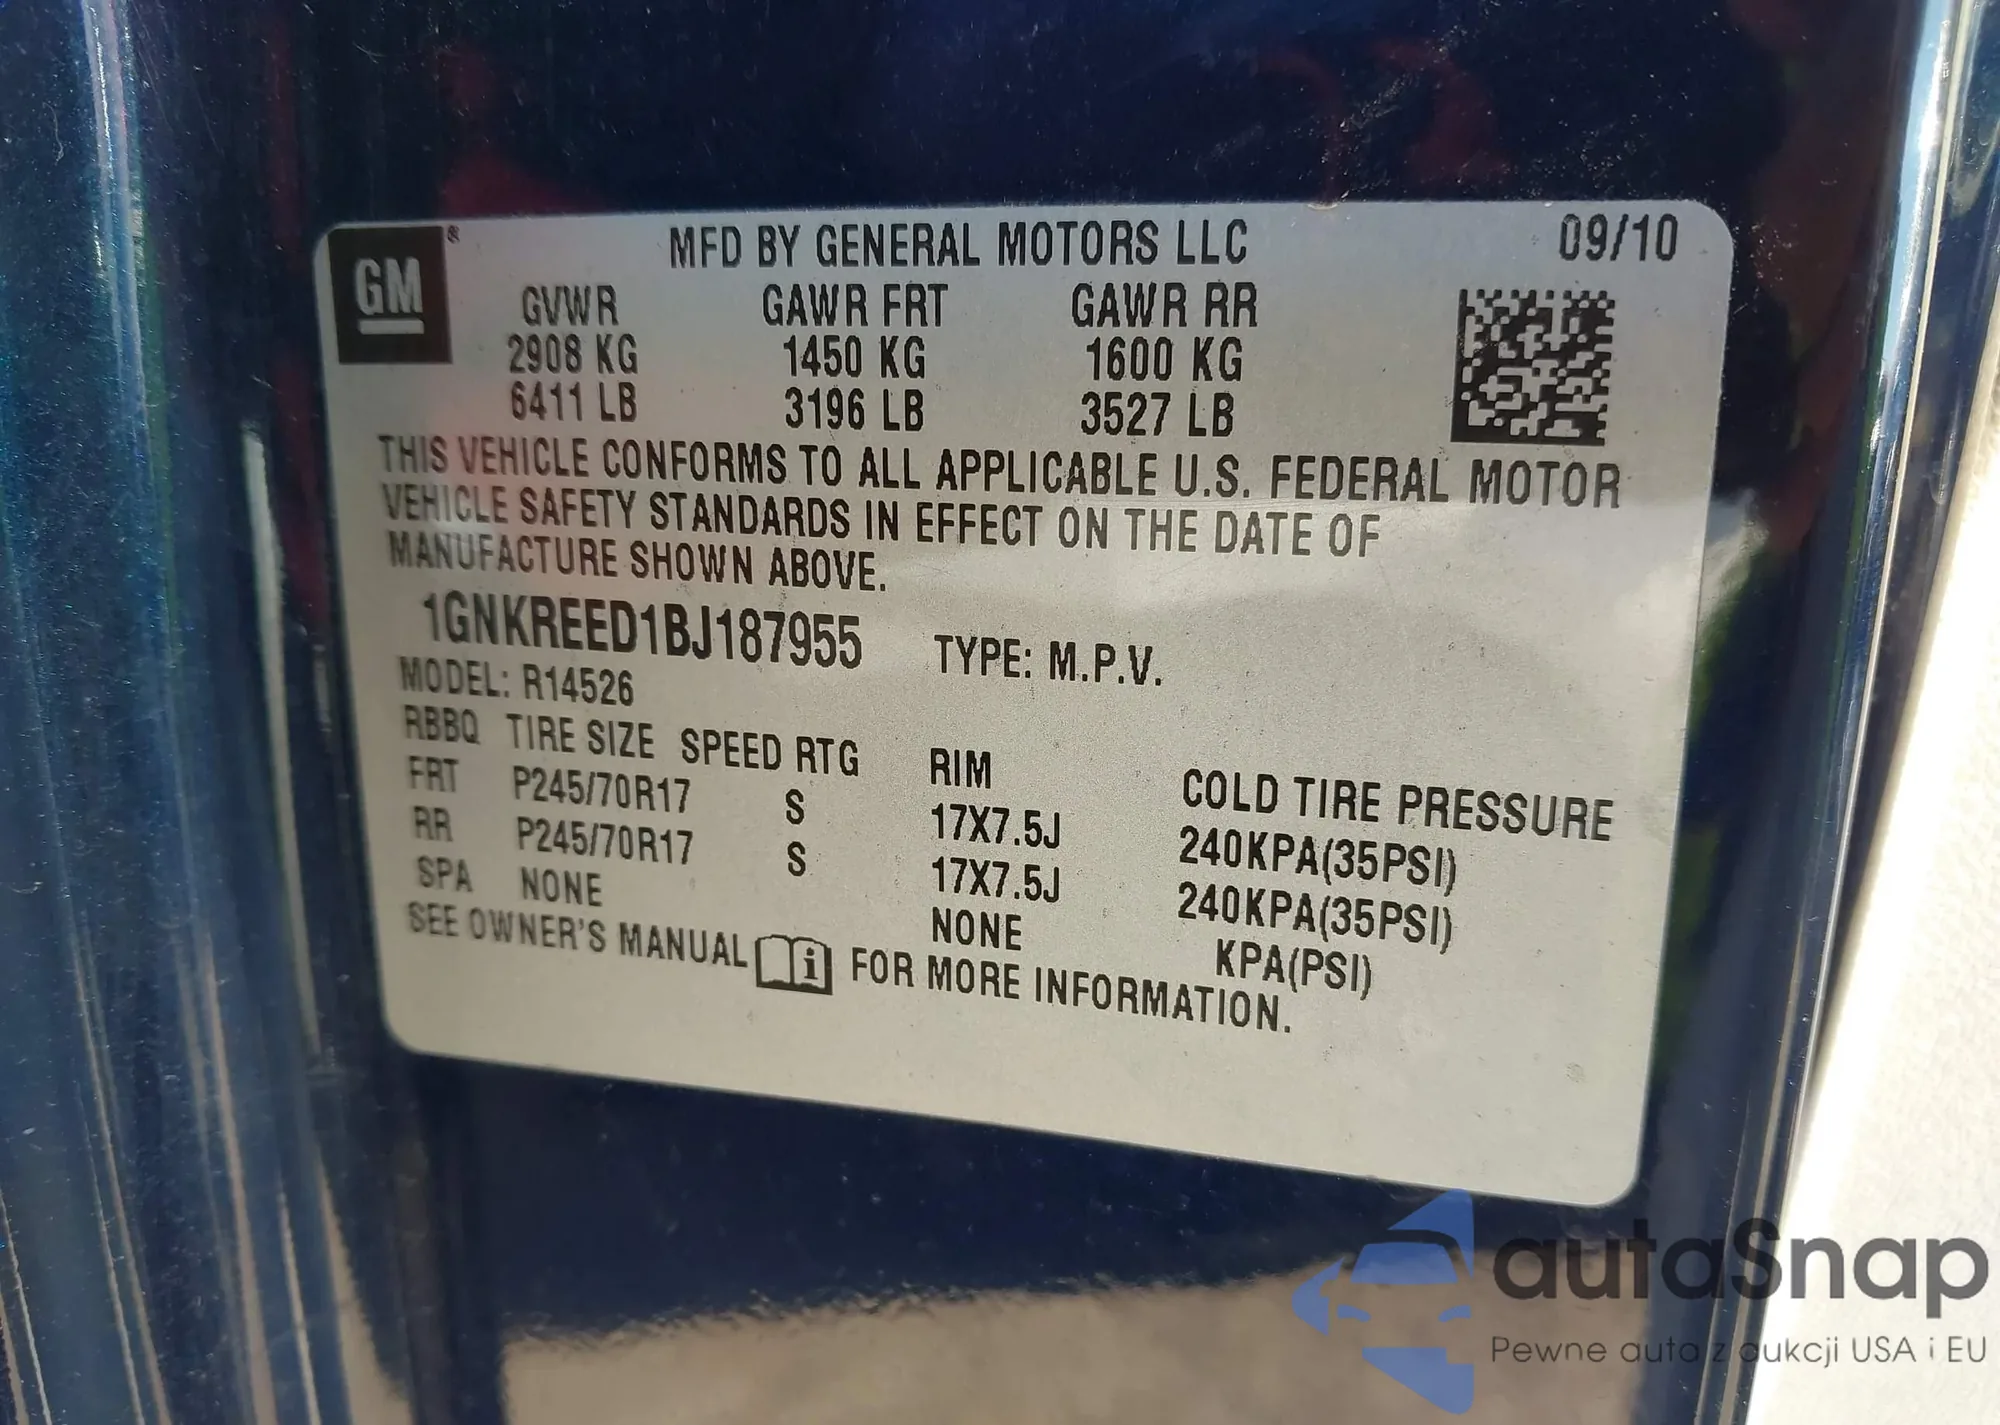 GM ®
MFD BY GENERAL MOTORS LLC 09/10
GVWR GAWR FRT GAWR RR
2908 KG 1450 KG 1600 KG
6411 LB 3196 LB 3527 LB
THIS VEHICLE CONFORMS TO ALL APPLICABLE U.S. FEDERAL MOTOR
VEHICLE SAFETY STANDARDS IN EFFECT ON THE DATE OF
MANUFACTURE SHOWN ABOVE.
1GNKREED1BJ187955 TYPE: M.P.V.
MODEL: R14526
RBBQ TIRE SIZE SPEED RTG RIM COLD TIRE PRESSURE
FRT P245/70R17 S 17X7.5J 240KPA(35PSI)
RR P245/70R17 S 17X7.5J 240KPA(35PSI)
SPA NONE NONE KPA(PSI)
SEE OWNER'S MANUAL i FOR MORE INFORMATION.
autaSnap
Pewne auta z aukcji USA i EU